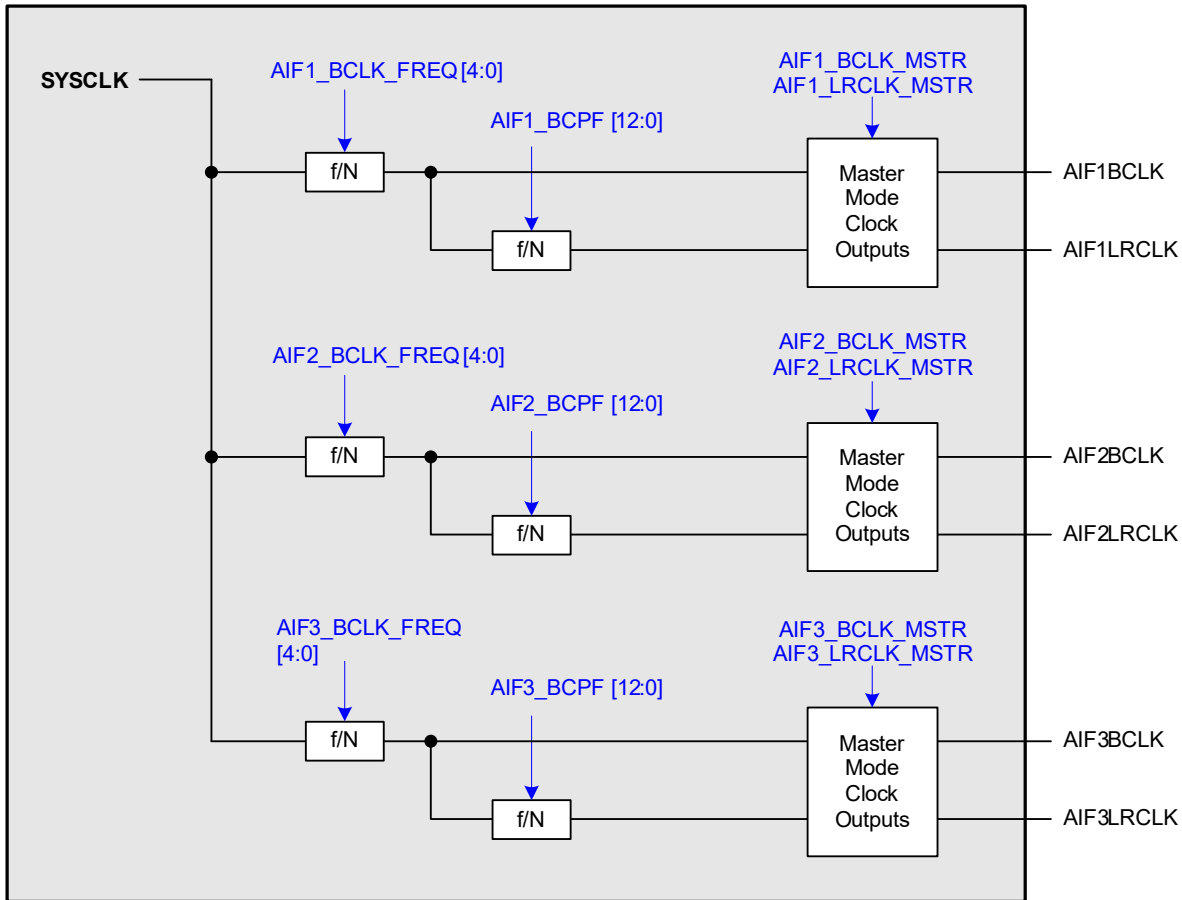 SYSCLK
AIF1_BCLK_FREQ [4:0]
AIF1_BCPF [12:0]
AIF1_BCLK_MSTR
AIF1_LRCLK_MSTR
f/N
f/N
Master
Mode
Clock
Outputs
AIF1BCLK
AIF1LRCLK
AIF2_BCLK_FREQ [4:0]
AIF2_BCPF [12:0]
AIF2_BCLK_MSTR
AIF2_LRCLK_MSTR
f/N
f/N
Master
Mode
Clock
Outputs
AIF2BCLK
AIF2LRCLK
AIF3_BCLK_FREQ
[4:0]
AIF3_BCPF [12:0]
AIF3_BCLK_MSTR
AIF3_LRCLK_MSTR
f/N
f/N
Master
Mode
Clock
Outputs
AIF3BCLK
AIF3LRCLK